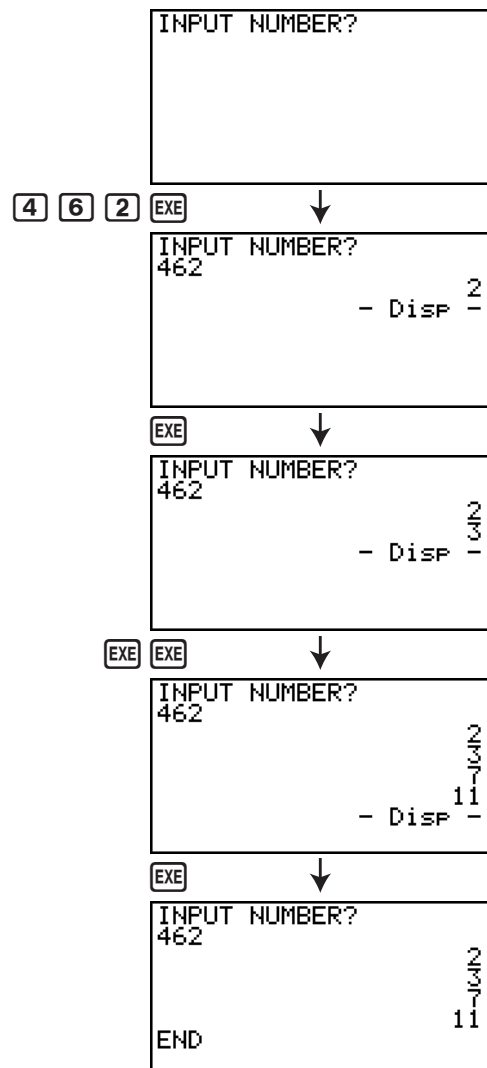 INPUT NUMBER?
4 6 2 EXE
INPUT NUMBER?
462
2
- Disp -
EXE
INPUT NUMBER?
462
2
3
- Disp -
EXE EXE
INPUT NUMBER?
462
2
3
7
11
- Disp -
EXE
INPUT NUMBER?
462
2
3
7
11
END